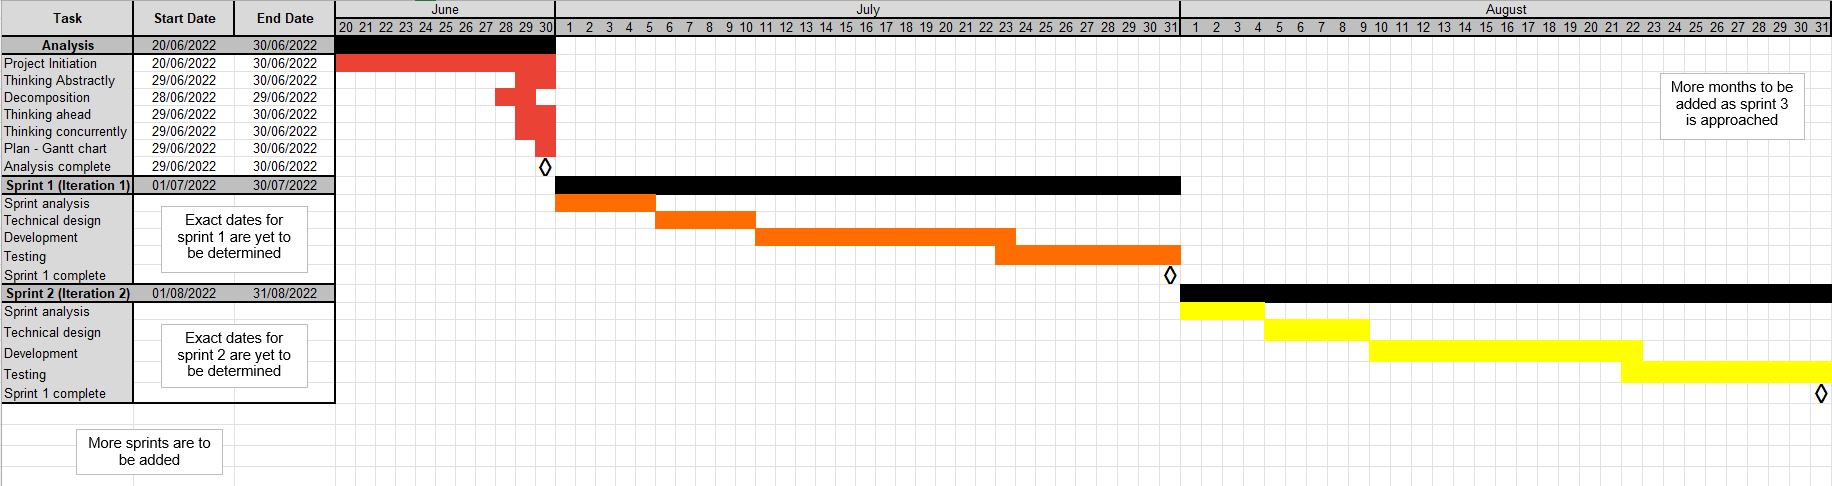 Task Start Date End Date June July August
20 21 22 23 24 25 26 27 28 29 30 1 2 3 4 5 6 7 8 9 10 11 12 13 14 15 16 17 18 19 20 21 22 23 24 25 26 27 28 29 30 31 1 2 3 4 5 6 7 8 9 10 11 12 13 14 15 16 17 18 19 20 21 22 23 24 25 26 27 28 29 30 31
Analysis 20/06/2022 30/06/2022
Project Initiation 20/06/2022 30/06/2022
Thinking Abstractly 29/06/2022 30/06/2022
Decomposition 28/06/2022 29/06/2022
Thinking ahead 29/06/2022 30/06/2022
Thinking concurrently 29/06/2022 30/06/2022
Plan - Gantt chart 29/06/2022 30/06/2022
Analysis complete 29/06/2022 30/06/2022
More months to be
added as sprint 3
is approached
Sprint 1 (Iteration 1) 01/07/2022 30/07/2022
Sprint analysis
Technical design
Development
Testing
Sprint 1 complete
Exact dates for
sprint 1 are yet to
be determined
Sprint 2 (Iteration 2) 01/08/2022 31/08/2022
Sprint analysis
Technical design
Development
Testing
Sprint 1 complete
Exact dates for
sprint 2 are yet to
be determined
More sprints are to
be added